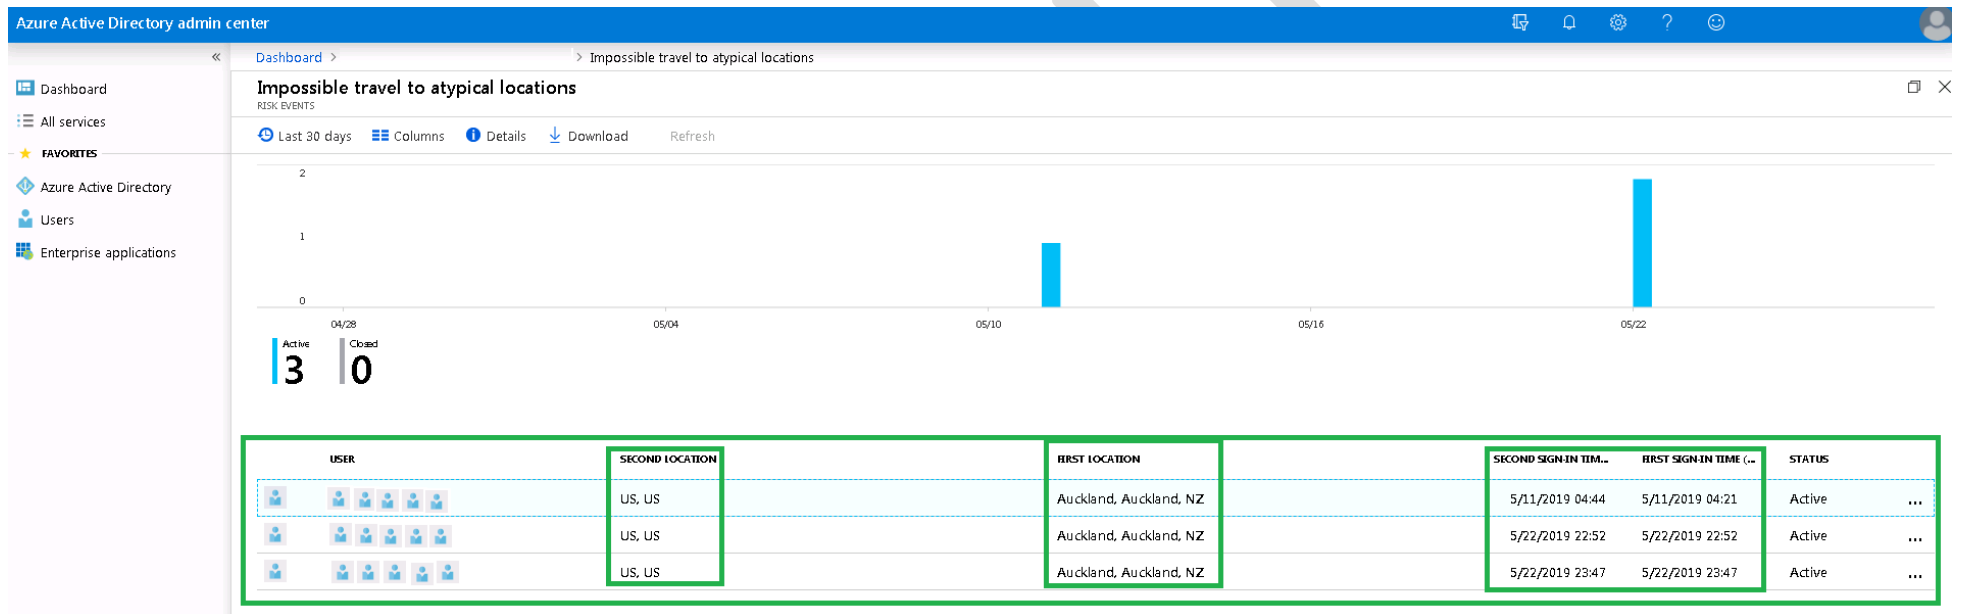 Azure Active Directory admin center
«
Dashboard > > Impossible travel to atypical locations
Dashboard
All services
FAVORITES
Azure Active Directory
Users
Enterprise applications
Impossible travel to atypical locations
RISK EVENTS
Last 30 days Columns Details Download Refresh
2
1
0
04/28 05/04 05/10 05/16 05/22
Active Closed
3 0
USER SECOND LOCATION FIRST LOCATION SECOND SIGN-IN TIM... FIRST SIGN-IN TIME (... STATUS
US, US Auckland, Auckland, NZ 5/11/2019 04:44 5/11/2019 04:21 Active ...
US, US Auckland, Auckland, NZ 5/22/2019 22:52 5/22/2019 22:52 Active ...
US, US Auckland, Auckland, NZ 5/22/2019 23:47 5/22/2019 23:47 Active ...